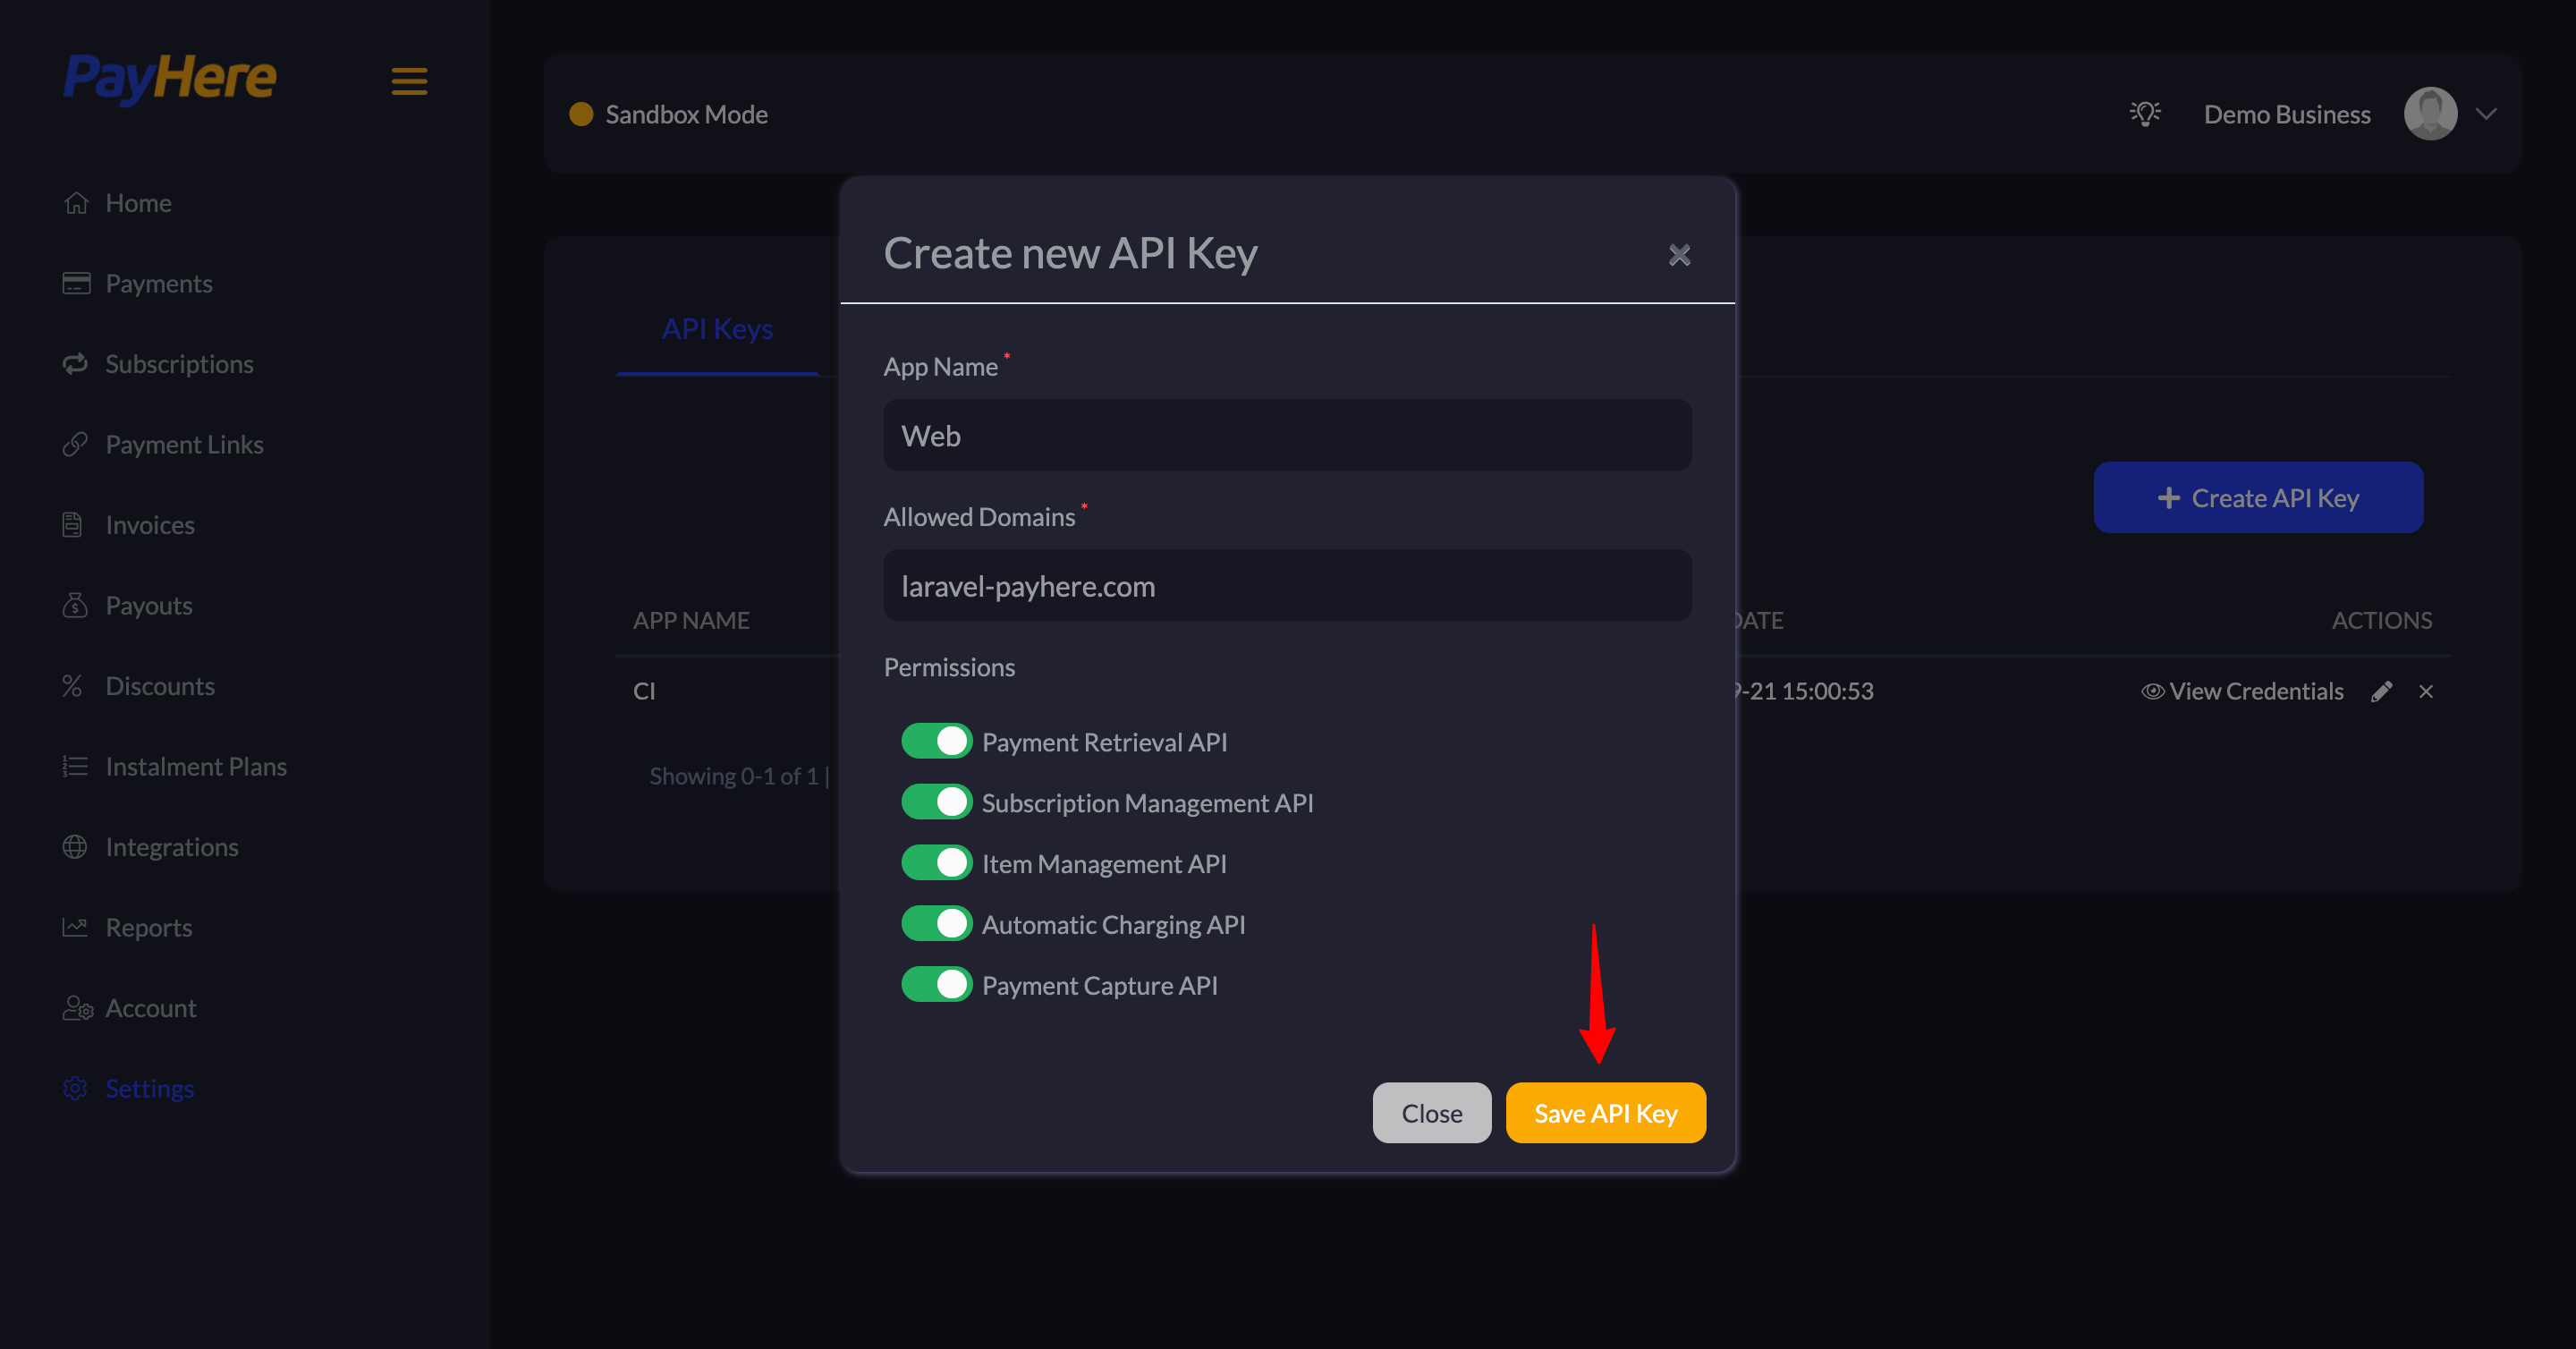 PayHere
Sandbox Mode
Demo Business
Home
Payments
Subscriptions
Payment Links
Invoices
Payouts
Discounts
Instalment Plans
Integrations
Reports
Account
Settings
API Keys
Create API Key
APP NAME
DATE
ACTIONS
CI
9-21 15:00:53
View Credentials
Showing 0-1 of 1 |
Create new API Key
App Name *
Web
Allowed Domains *
laravel-payhere.com
Permissions
Payment Retrieval API
Subscription Management API
Item Management API
Automatic Charging API
Payment Capture API
Close
Save API Key